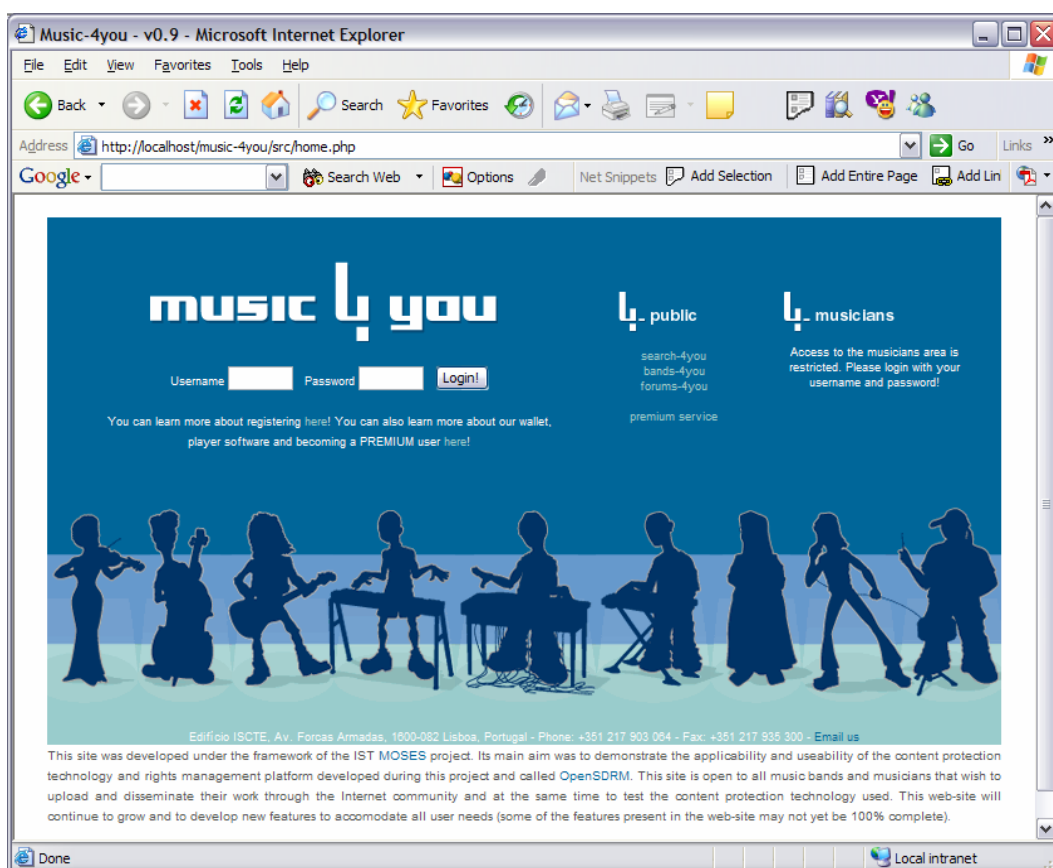 Music-4you - v0.9 - Microsoft Internet Explorer
File Edit View Favorites Tools Help
Back Search Favorites
Address http://localhost/music-4you/src/home.php Go Links »
Google Search Web Options Net Snippets Add Selection Add Entire Page Add Lin
music 4 you
4- public
4- musicians
search-4you
bands-4you
forums-4you
premium service
Access to the musicians area is
restricted. Please login with your
username and password!
Username Password Login!
You can learn more about registering here! You can also learn more about our wallet,
player software and becoming a PREMIUM user here!
Edifício ISCTE, Av. Forcas Armadas, 1600-082 Lisboa, Portugal - Phone: +351 217 903 064 - Fax: +351 217 935 300 - Email us
This site was developed under the framework of the IST MOSES project. Its main aim was to demonstrate the applicability and useability of the content protection
technology and rights management platform developed during this project and called OpenSDRM. This site is open to all music bands and musicians that wish to
upload and disseminate their work through the Internet community and at the same time to test the content protection technology used. This web-site will
continue to grow and to develop new features to accomodate all user needs (some of the features present in the web-site may not yet be 100% complete).
Done Local intranet